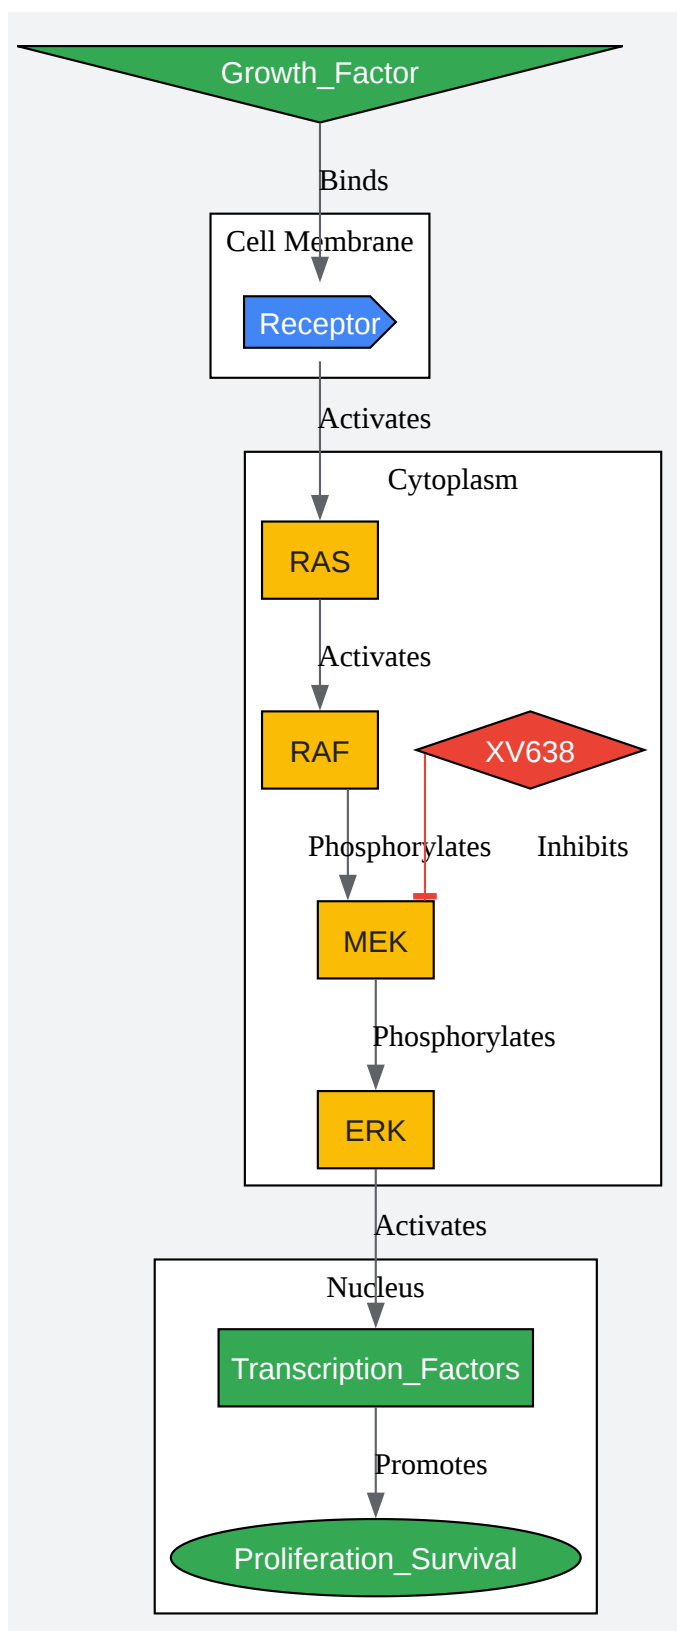 Growth_Factor
Binds
Cell Membrane
Receptor
Activates
Cytoplasm
RAS
Activates
RAF
XV638
Phosphorylates
Inhibits
MEK
Phosphorylates
ERK
Activates
Nucleus
Transcription_Factors
Promotes
Proliferation_Survival